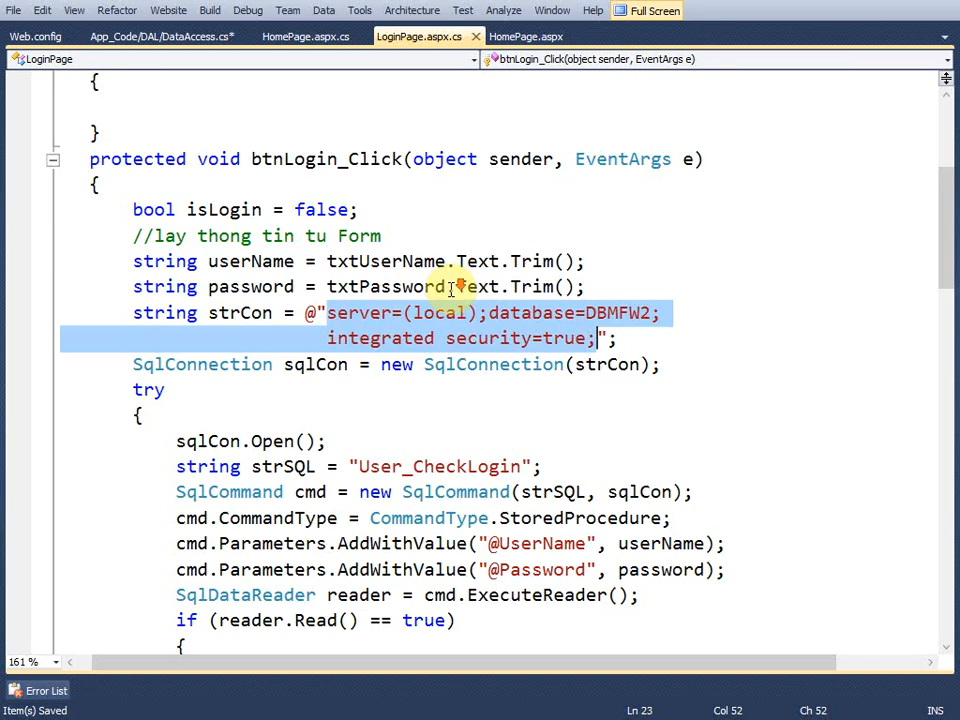 File Edit View Refactor Website Build Debug Team Data Tools Architecture Test Analyze Window Help Full Screen
Web.config App_Code/DAL/DataAccess.cs* HomePage.aspx.cs LoginPage.aspx.cs HomePage.aspx
LoginPage btnLogin_Click(object sender, EventArgs e)
{
}
protected void btnLogin_Click(object sender, EventArgs e)
{
bool isLogin = false;
//lay thong tin tu Form
string userName = txtUserName.Text.Trim();
string password = txtPassword.Text.Trim();
string strCon = @"server=(local);database=DBMFW2;
integrated security=true;";
SqlConnection sqlCon = new SqlConnection(strCon);
try
{
sqlCon.Open();
string strSQL = "User_CheckLogin";
SqlCommand cmd = new SqlCommand(strSQL, sqlCon);
cmd.CommandType = CommandType.StoredProcedure;
cmd.Parameters.AddWithValue("@UserName", userName);
cmd.Parameters.AddWithValue("@Password", password);
SqlDataReader reader = cmd.ExecuteReader();
if (reader.Read() == true)
{
161 %
Error List
Item(s) Saved Ln 23 Col 52 Ch 52 INS